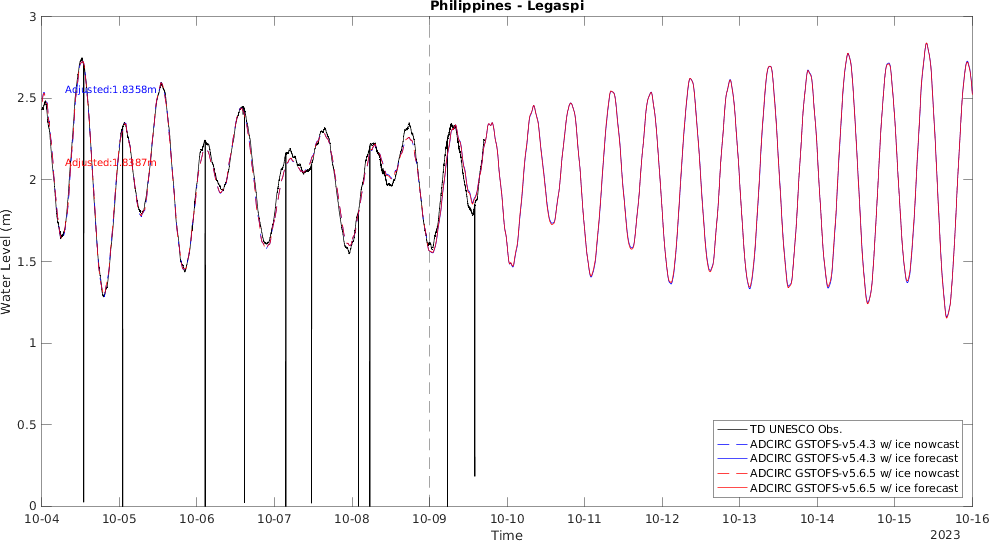 Philippines - Legaspi
3
2.5
2
1.5
1
0.5
0
Water Level (m)
Adjusted:1.8358m
Adjusted:1.8387m
TD UNESCO Obs.
ADCIRC GSTOFS-v5.4.3 w/ ice nowcast
ADCIRC GSTOFS-v5.4.3 w/ ice forecast
ADCIRC GSTOFS-v5.6.5 w/ ice nowcast
ADCIRC GSTOFS-v5.6.5 w/ ice forecast
10-04 10-05 10-06 10-07 10-08 10-09 10-10 10-11 10-12 10-13 10-14 10-15 10-16
Time
2023